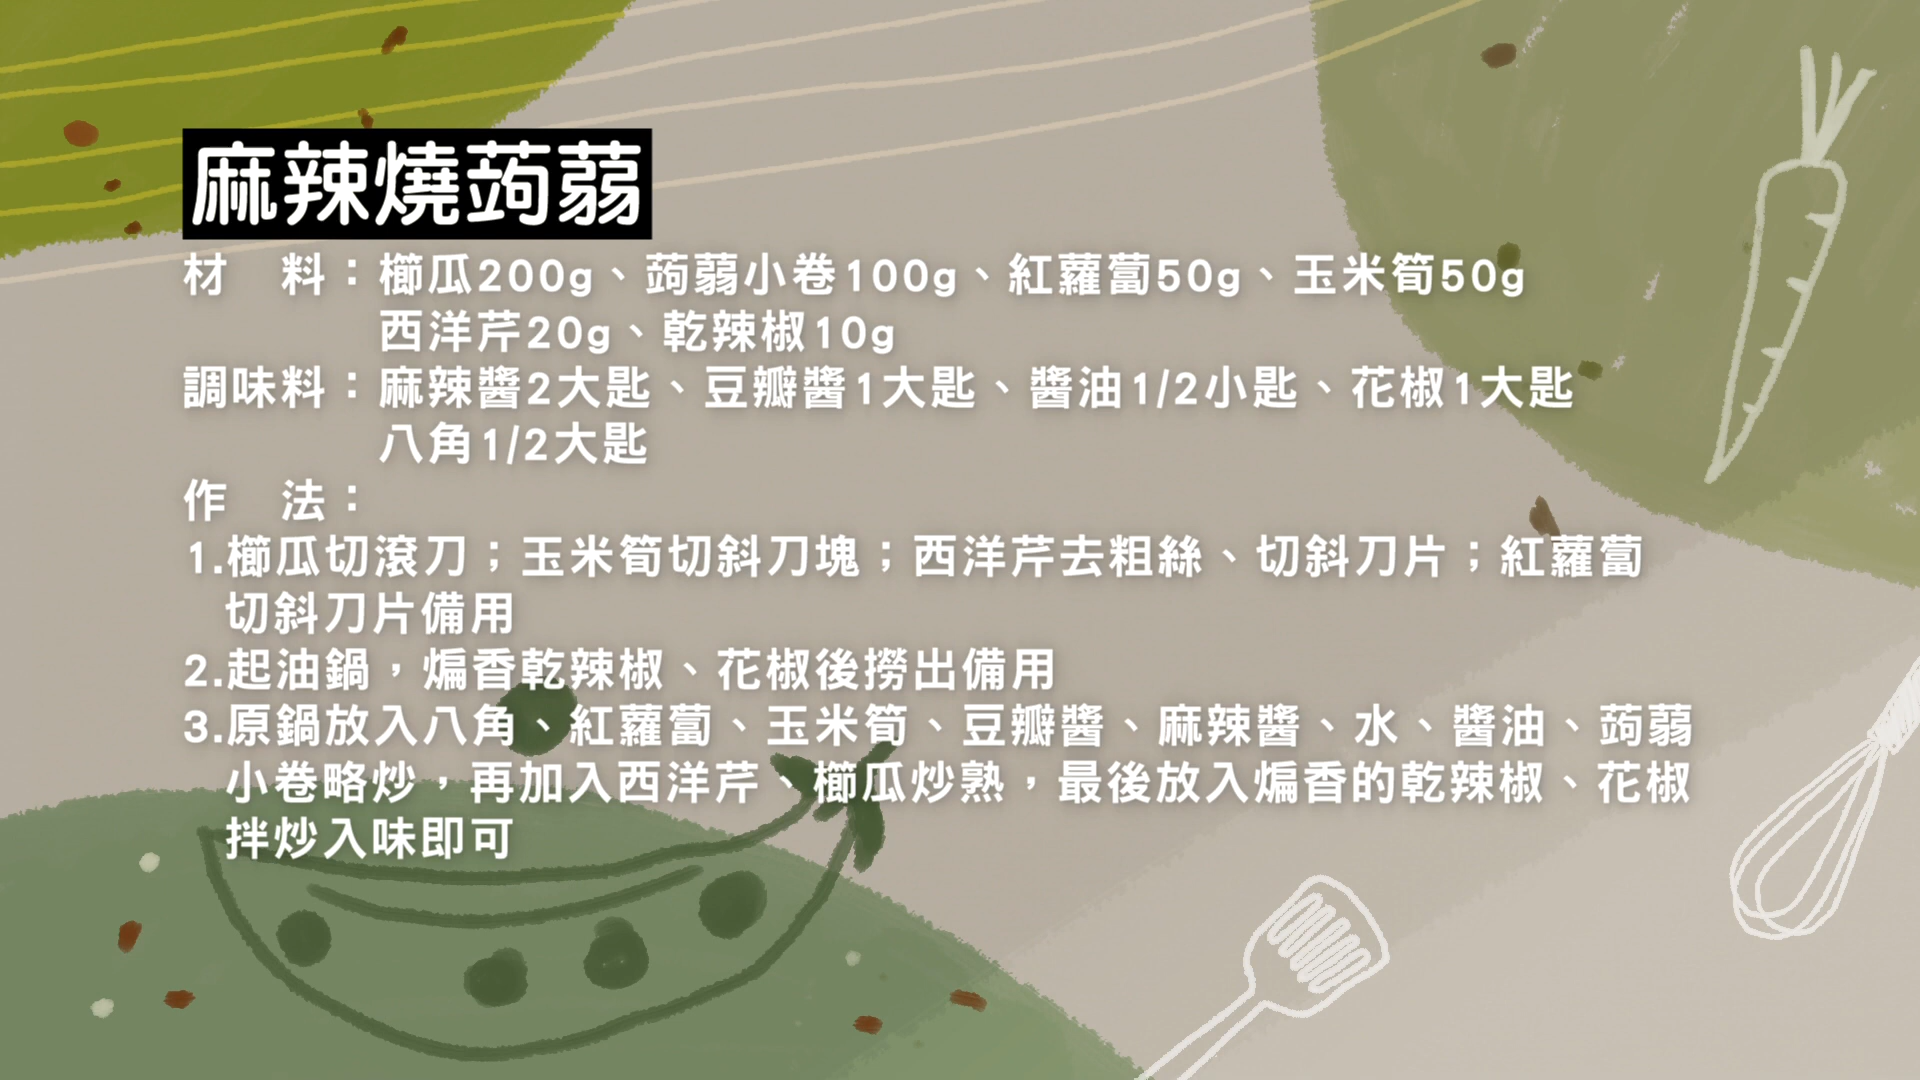 麻辣燒蒟蒻
材　料：櫛瓜200g、蒟蒻小卷100g、紅蘿蔔50g、玉米筍50g
西洋芹20g、乾辣椒10g
調味料：麻辣醬2大匙、豆瓣醬1大匙、醬油1/2小匙、花椒1大匙
八角1/2大匙
作　法：
1.櫛瓜切滾刀；玉米筍切斜刀塊；西洋芹去粗絲、切斜刀片；紅蘿蔔
切斜刀片備用
2.起油鍋，煸香乾辣椒、花椒後撈出備用
3.原鍋放入八角、紅蘿蔔、玉米筍、豆瓣醬、麻辣醬、水、醬油、蒟蒻
小卷略炒，再加入西洋芹、櫛瓜炒熟，最後放入煸香的乾辣椒、花椒
拌炒入味即可